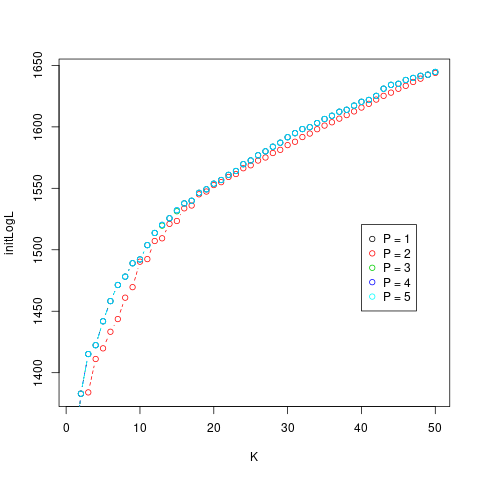 initLogL
1650
1600
1550
1500
1450
1400
P = 1
P = 2
P = 3
P = 4
P = 5
0 10 20 30 40 50
K